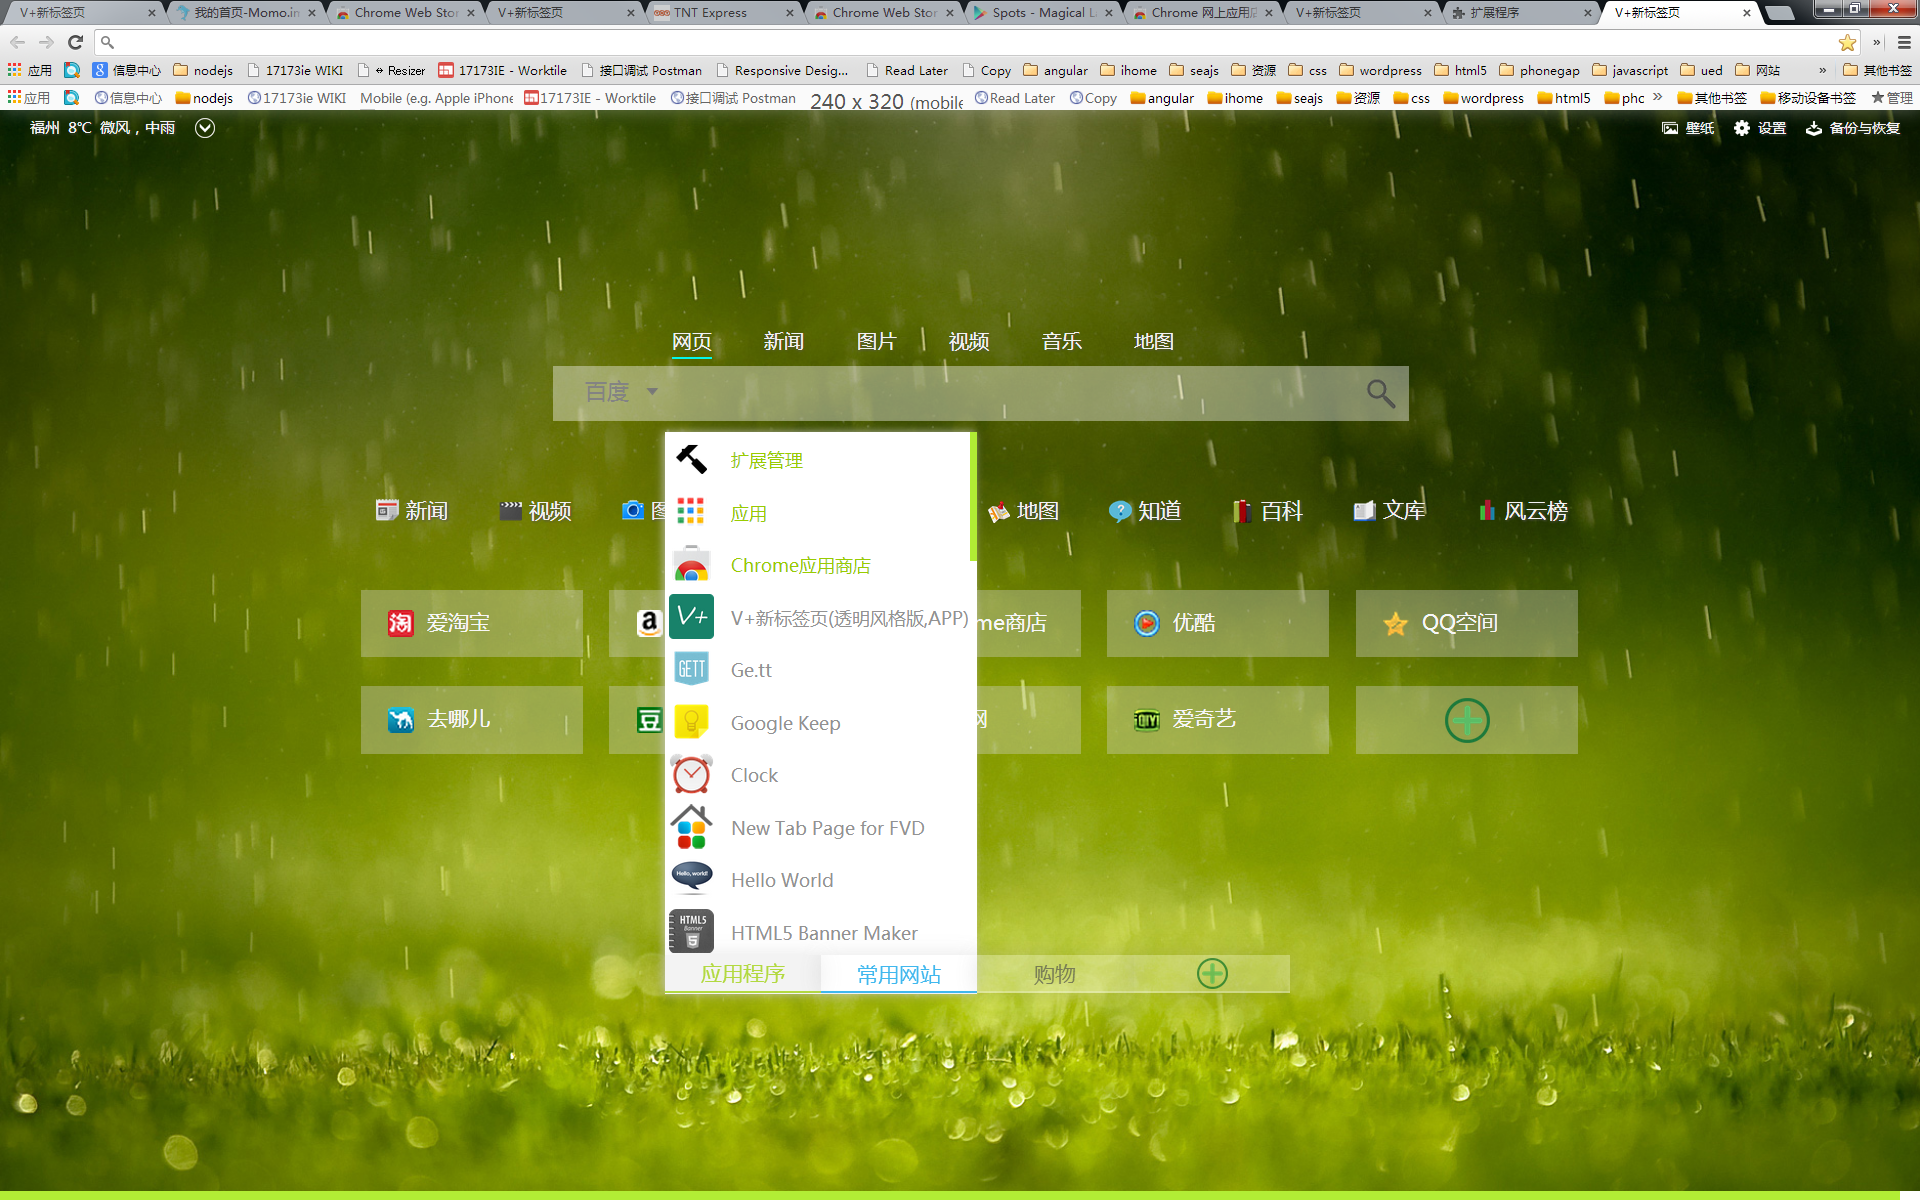 V+新标签页 我的首页-Momo.in Chrome Web Stor V+新标签页 TNT Express Chrome Web Stor Spots - Magical L Chrome 网上应用店 V+新标签页 扩展程序 V+新标签页
应用 信息中心 nodejs 17173ie WIKI ↔ Resizer 17173IE - Worktile 接口调试 Postman Responsive Desig... Read Later Copy angular ihome seajs 资源 css wordpress html5 phonegap javascript ued 网站 » 其他书签
应用 信息中心 nodejs 17173ie WIKI Mobile (e.g. Apple iPhone 17173IE - Worktile 接口调试 Postman 240 x 320 (mobile Read Later Copy angular ihome seajs 资源 css wordpress html5 phc » 其他书签 移动设备书签 管理
福州 8℃ 微风，中雨 壁纸 设置 备份与恢复
网页 新闻 图片 视频 音乐 地图
百度
新闻 视频 地图 知道 百科 文库 风云榜
爱淘宝 me商店 优酷 QQ空间
去哪儿 网 爱奇艺
扩展管理
应用
Chrome应用商店
V+ V+新标签页(透明风格版,APP)
GETT Ge.tt
Google Keep
Clock
New Tab Page for FVD
Hello, world! Hello World
HTML5 Banner 5 HTML5 Banner Maker
应用程序 常用网站 购物